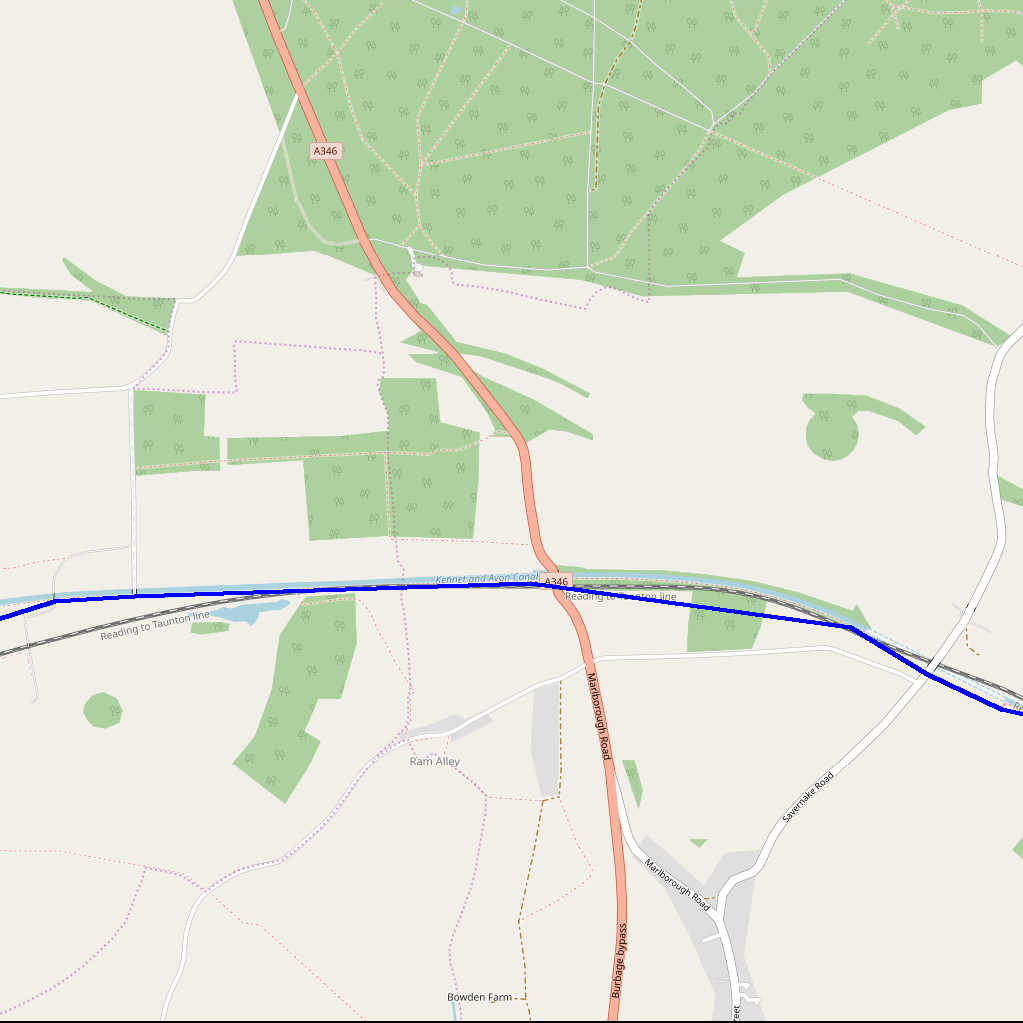 A346
Kennet and Avon Canal
A346
Reading to Taunton line
Reading to Taunton line
Marlborough Road
Ram Alley
Savernake Road
Marlborough Road
Burbage bypass
Bowden Farm